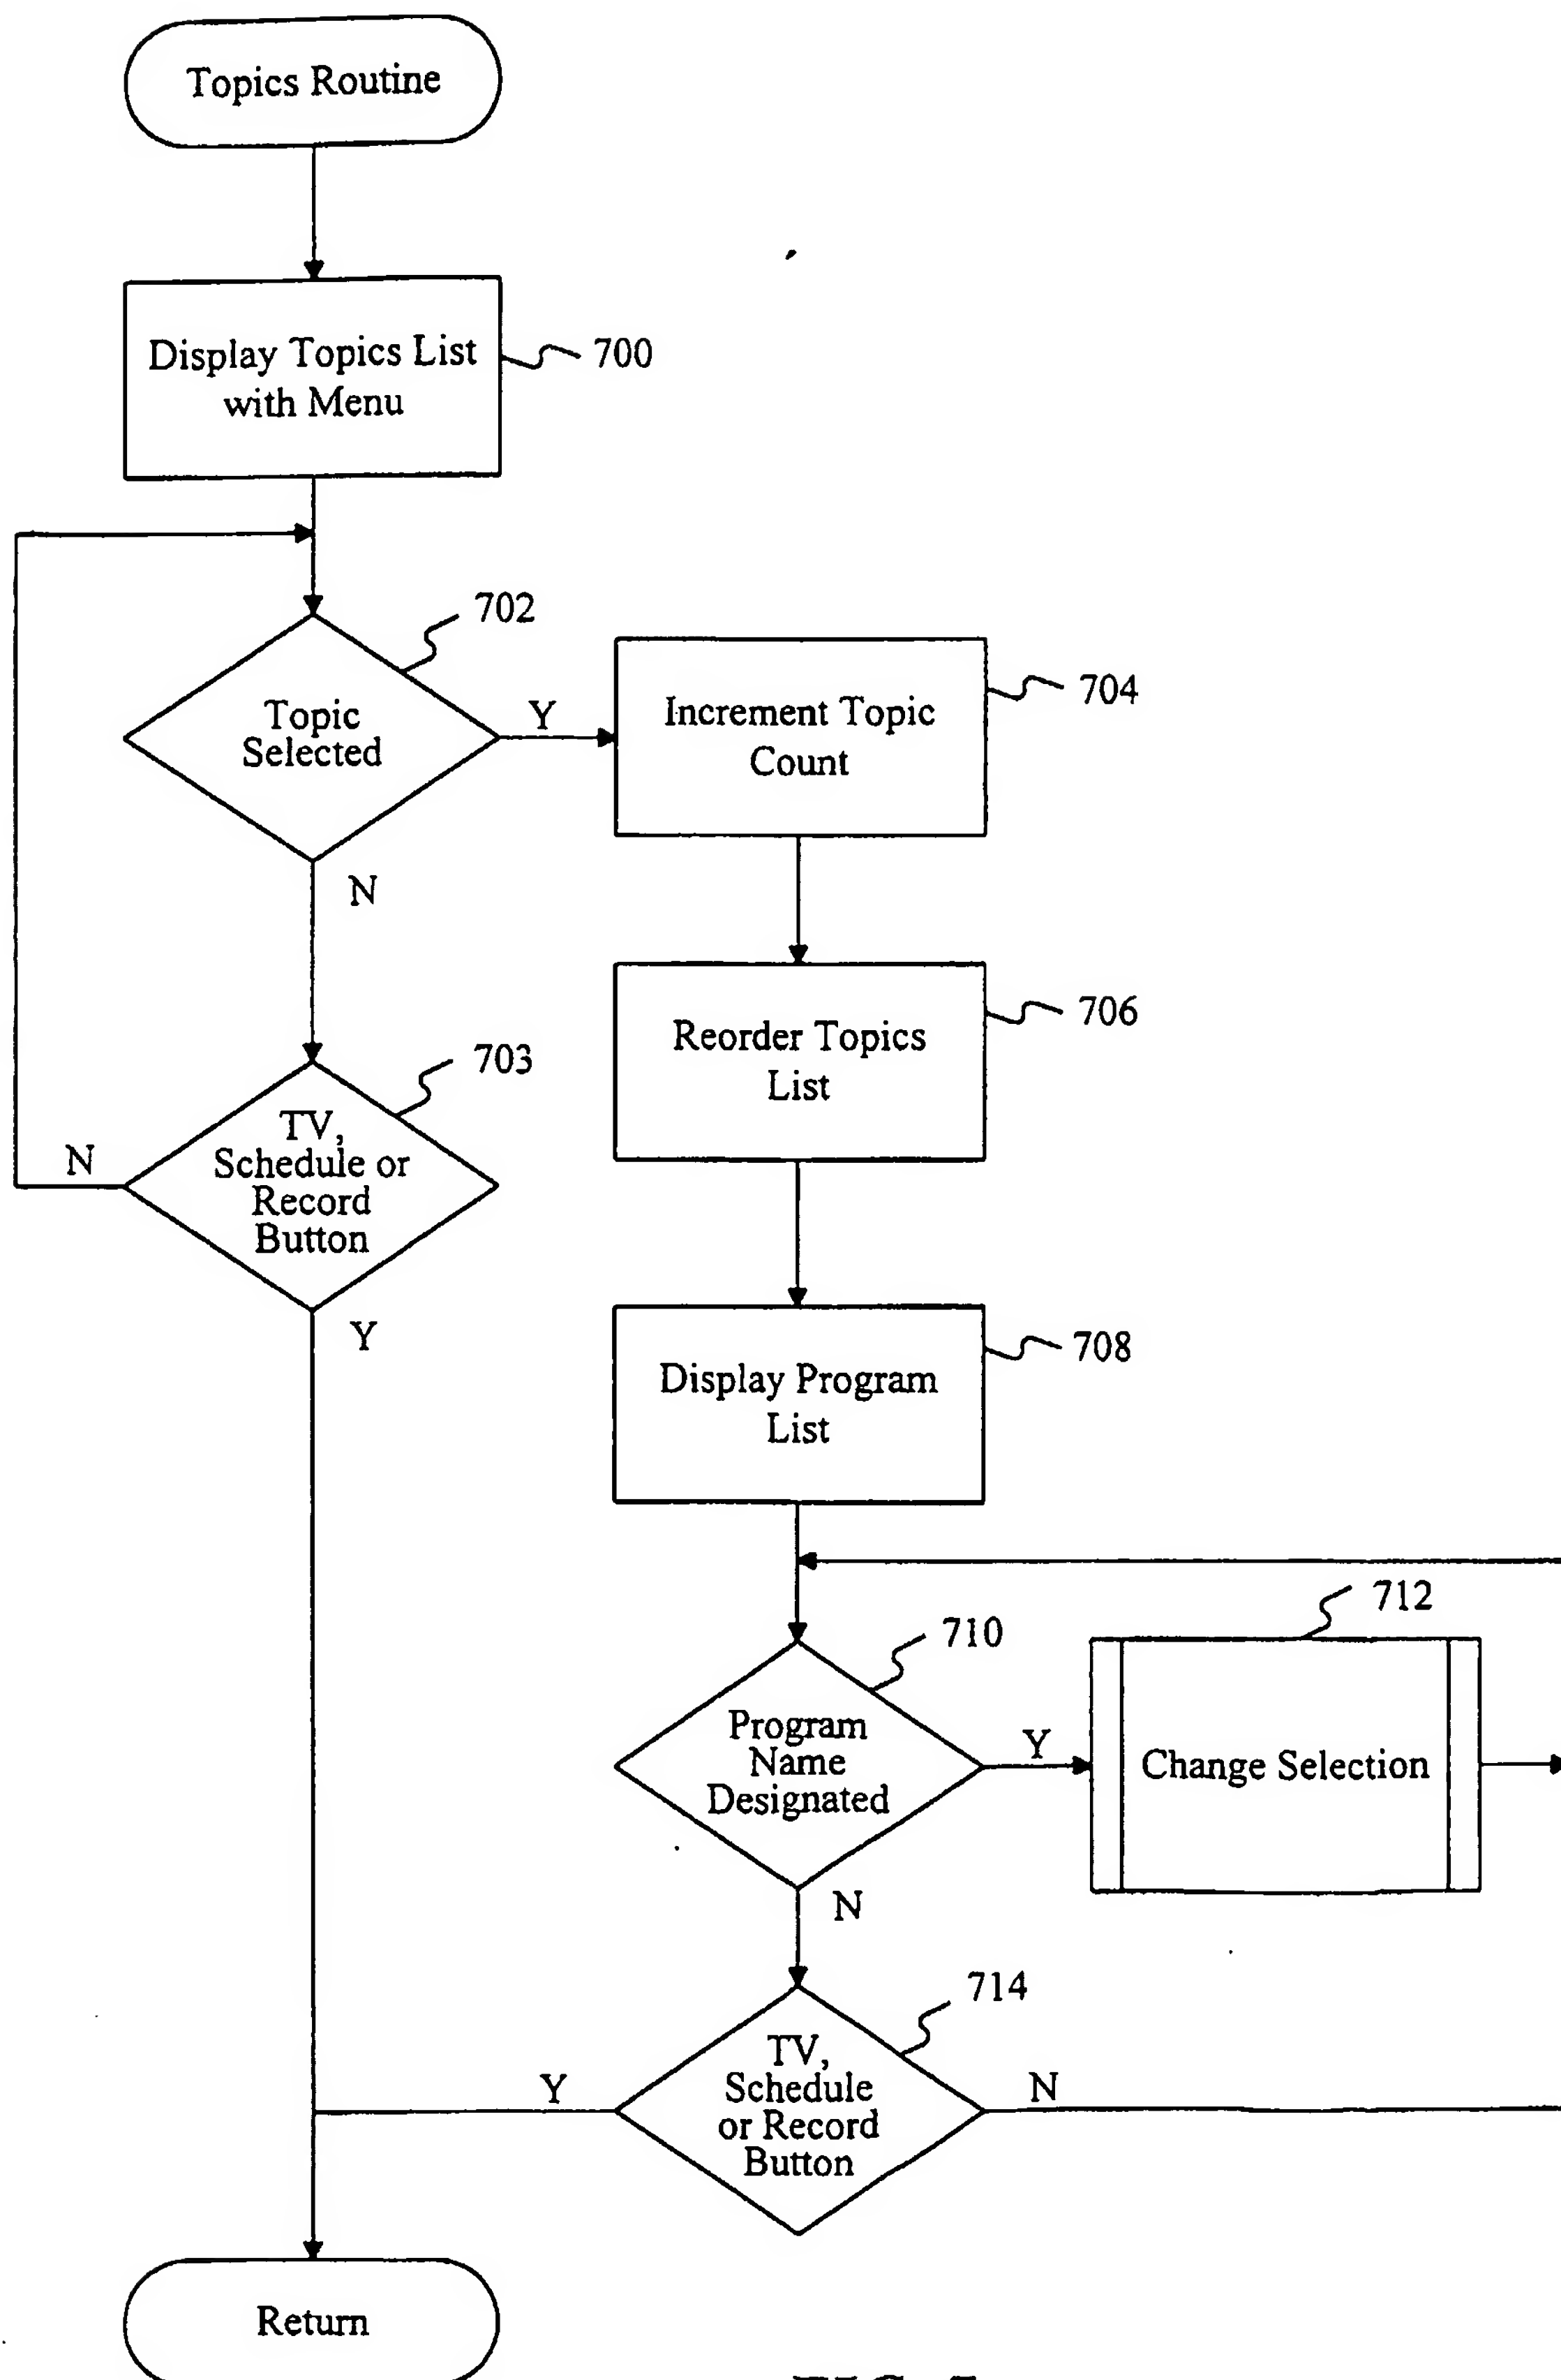 Topics Routine
Display Topics List
with Menu
700
702
Topic
Selected
Y
N
Increment Topic
Count
704
Reorder Topics
List
706
703
TV,
Schedule or
Record
Button
N
Y
Display Program
List
708
710
Program
Name
Designated
Y
N
712
Change Selection
714
TV,
Schedule
or Record
Button
Y
N
Return